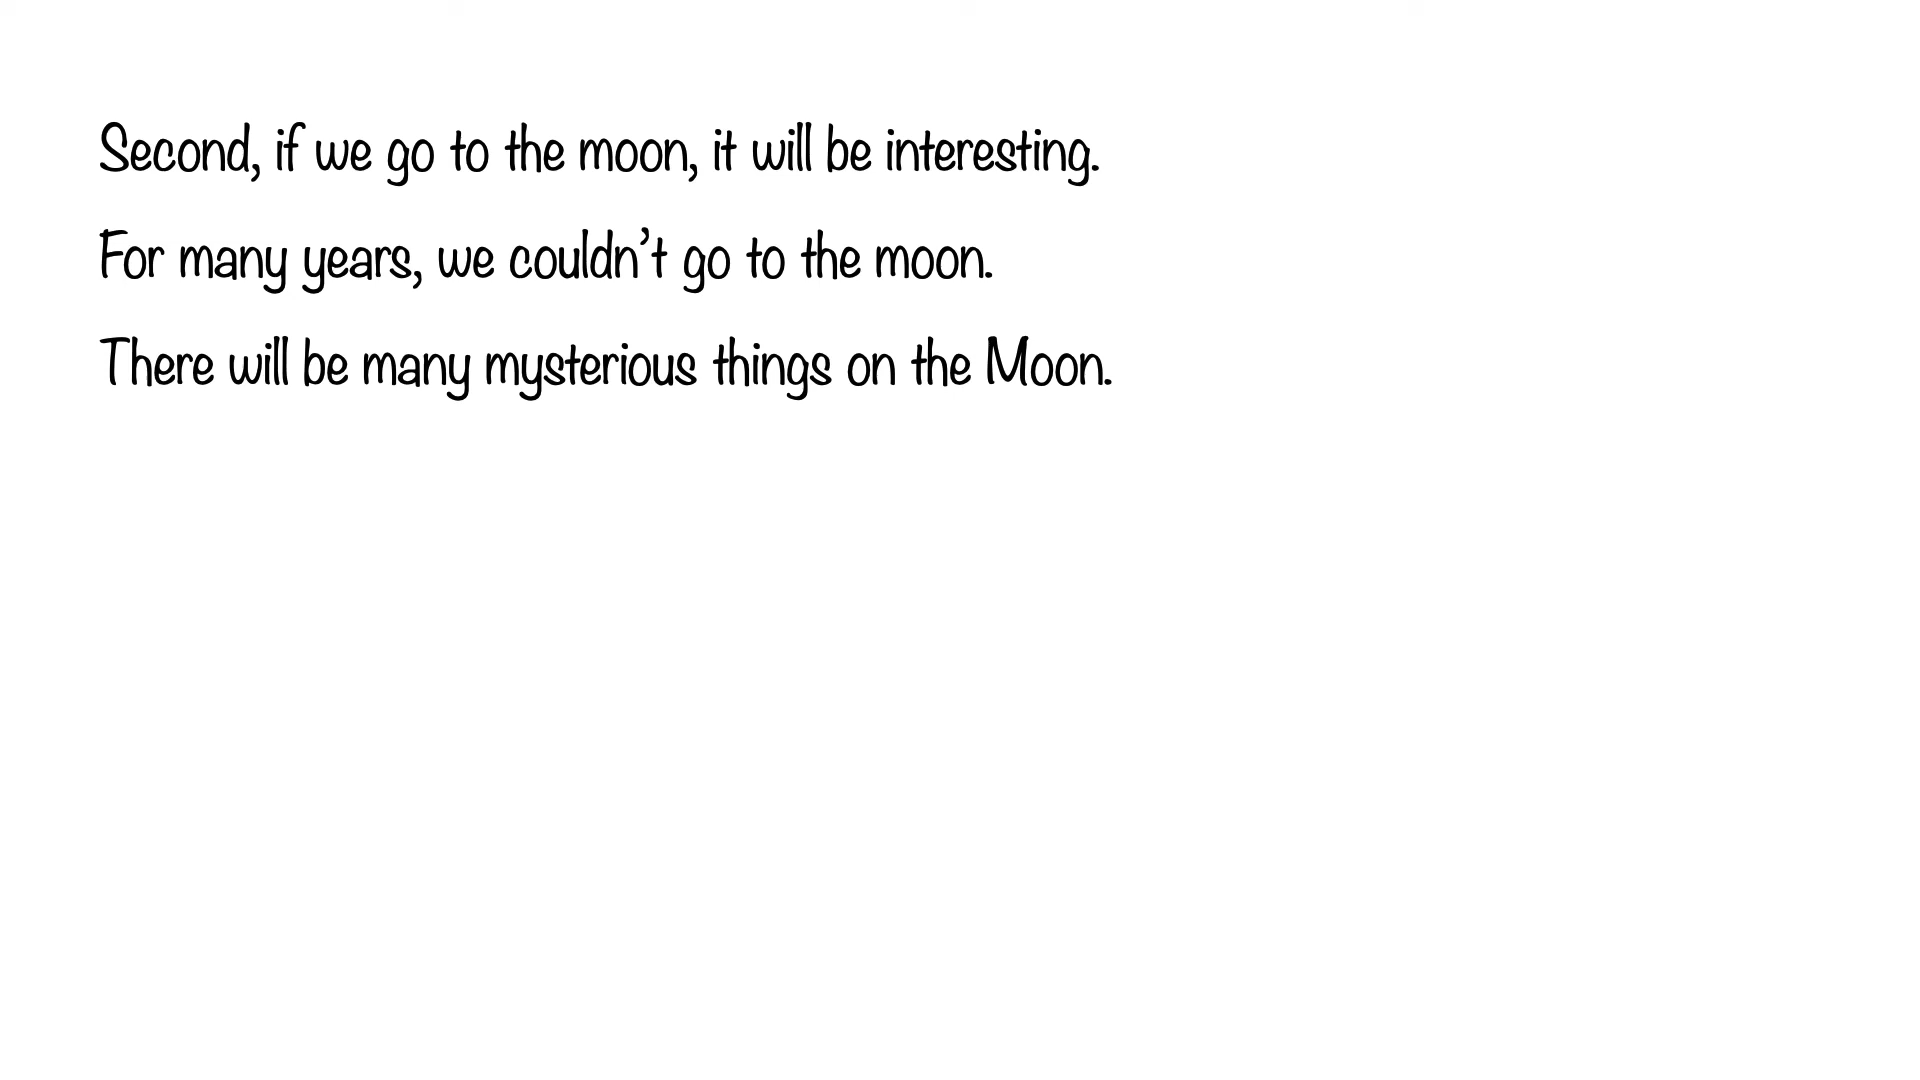 Second, if we go to the moon, it will be interesting.
For many years, we couldn’t go to the moon.
There will be many mysterious things on the Moon.